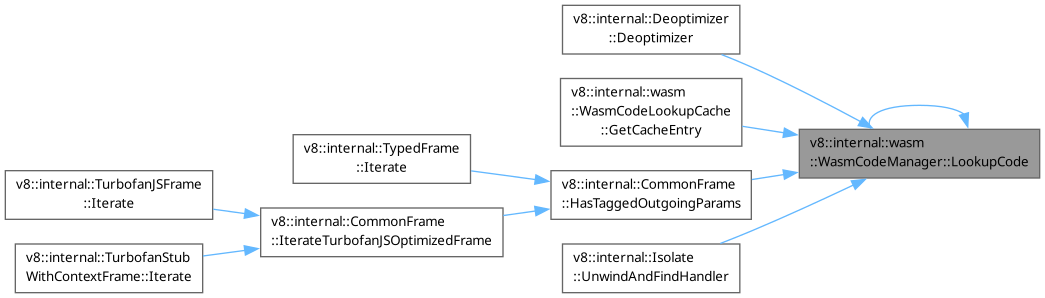 v8::internal::Deoptimizer
::Deoptimizer
v8::internal::wasm
::WasmCodeLookupCache
::GetCacheEntry
v8::internal::wasm
::WasmCodeManager::LookupCode
v8::internal::TypedFrame
::Iterate
v8::internal::TurbofanJSFrame
::Iterate
v8::internal::CommonFrame
::HasTaggedOutgoingParams
v8::internal::CommonFrame
::IterateTurbofanJSOptimizedFrame
v8::internal::TurbofanStub
WithContextFrame::Iterate
v8::internal::Isolate
::UnwindAndFindHandler